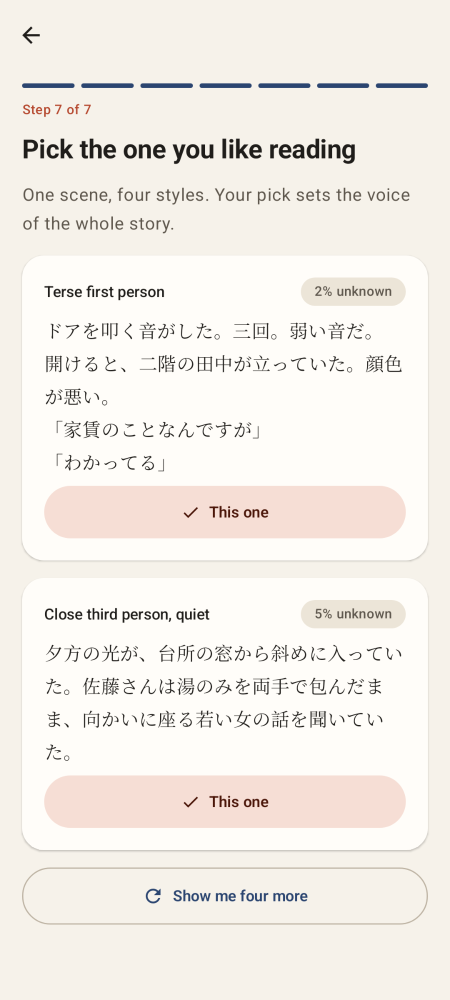 Step 7 of 7
Pick the one you like reading
One scene, four styles. Your pick sets the voice
of the whole story.
Terse first person
2% unknown
ドアを叩く音がした。三回。弱い音だ。
開けると、二階の田中が立っていた。顔色
が悪い。
「家賃のことなんですが」
「わかってる」
This one
Close third person, quiet
5% unknown
夕方の光が、台所の窓から斜めに入ってい
た。佐藤さんは湯のみを両手で包んだま
ま、向かいに座る若い女の話を聞いてい
た。
This one
Show me four more